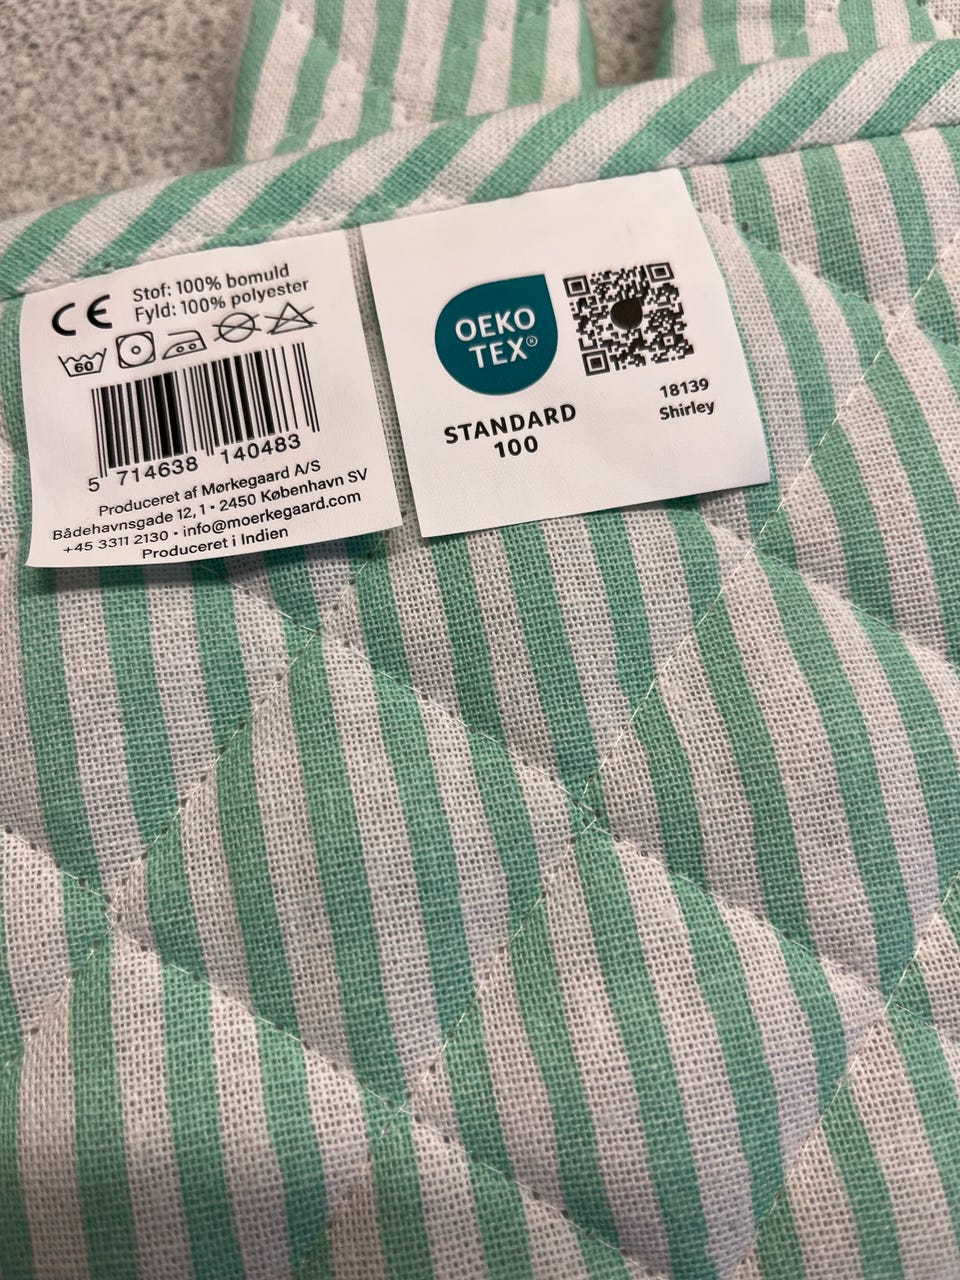 CE
Stof: 100% bomuld
Fyld: 100% polyester
60
5 714638 140483
Produceret af Mørkegaard A/S
Bådehavnsgade 12, 1 • 2450 København SV
+45 3311 2130 • info@moerkegaard.com
Produceret i Indien
OEKO
TEX®
STANDARD
100
18139
Shirley